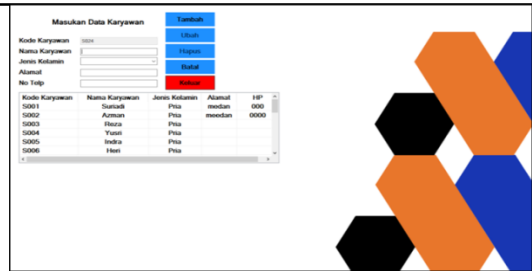 Masukan Data Karyawan
Tambah
Ubah
Hapus
Batal
Keluar
Kode Karyawan S024
Nama Karyawan
Jenis Kelamin
Alamat
No Telp
Kode Karyawan Nama Karyawan Jenis Kelamin Alamat HP
S001 Suriadi Pria medan 000
S002 Azman Pria meedan 0000
S003 Reza Pria
S004 Yusri Pria
S005 Indra Pria
S006 Heri Pria